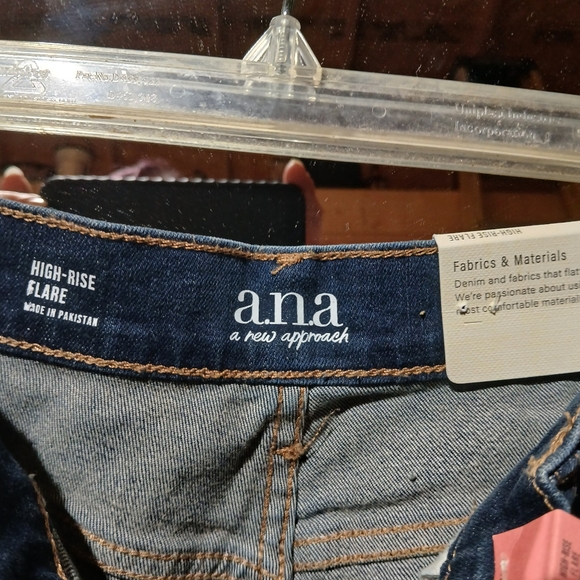 HIGH-RISE
FLARE
MADE IN PAKISTAN
a.n.a
a new approach
HIGH-RISE FLARE
Fabrics & Materials
Denim and fabrics that flat
We're passionate about us
most comfortable material